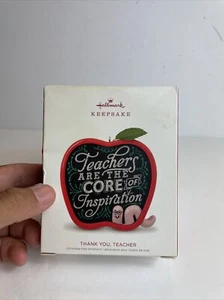 Hallmark
KEEPSAKE
Teachers
ARE THE
CORE OF
Inspiration
THANK YOU, TEACHER